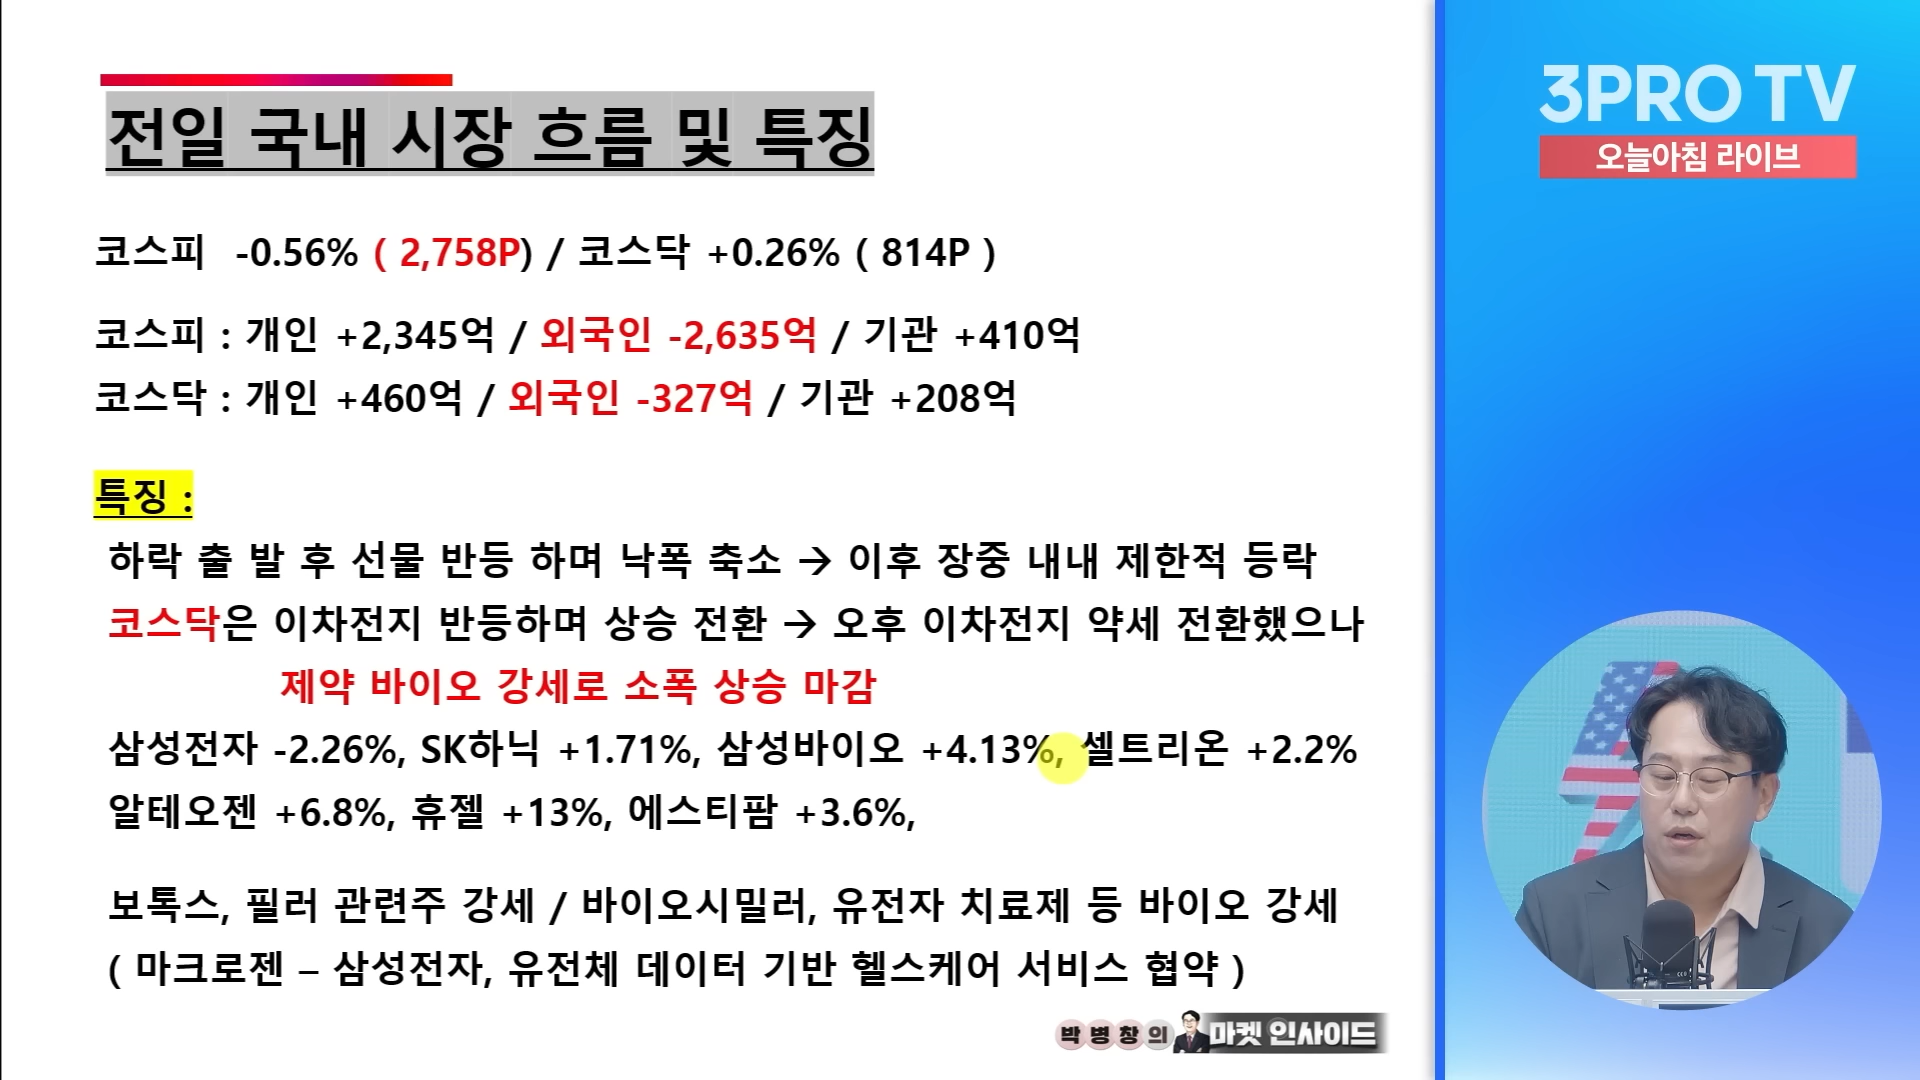 전일 국내 시장 흐름 및 특징
코스피 -0.56% ( 2,758P) / 코스닥 +0.26% ( 814P )
코스피 : 개인 +2,345억 / 외국인 -2,635억 / 기관 +410억
코스닥 : 개인 +460억 / 외국인 -327억 / 기관 +208억
특징 :
하락 출 발 후 선물 반등 하며 낙폭 축소 → 이후 장중 내내 제한적 등락
코스닥은 이차전지 반등하며 상승 전환 → 오후 이차전지 약세 전환했으나
제약 바이오 강세로 소폭 상승 마감
삼성전자 -2.26%, SK하닉 +1.71%, 삼성바이오 +4.13%, 셀트리온 +2.2%
알테오젠 +6.8%, 휴젤 +13%, 에스티팜 +3.6%,
보톡스, 필러 관련주 강세 / 바이오시밀러, 유전자 치료제 등 바이오 강세
( 마크로젠 – 삼성전자, 유전체 데이터 기반 헬스케어 서비스 협약 )
박병창의 마켓 인사이드
3PRO TV
오늘아침 라이브